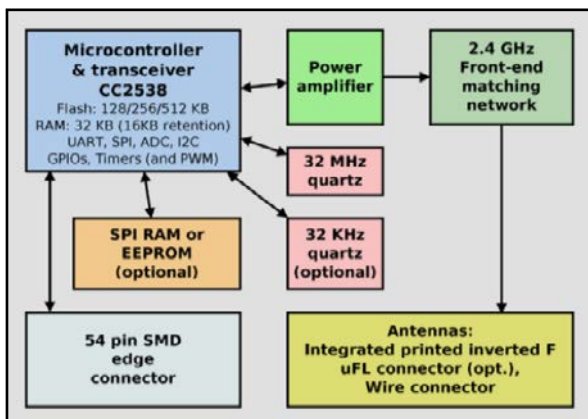 Microcontroller
& transceiver
CC2538
Flash: 128/256/512 KB
RAM: 32 KB (16KB retention)
UART, SPI, ADC, I2C
GPIOs, Timers (and PWM)
Power
amplifier
2.4 GHz
Front-end
matching
network
32 MHz
quartz
SPI RAM or
EEPROM
(optional)
32 KHz
quartz
(optional)
54 pin SMD
edge
connector
Antennas:
Integrated printed inverted F
uFL connector (opt.),
Wire connector